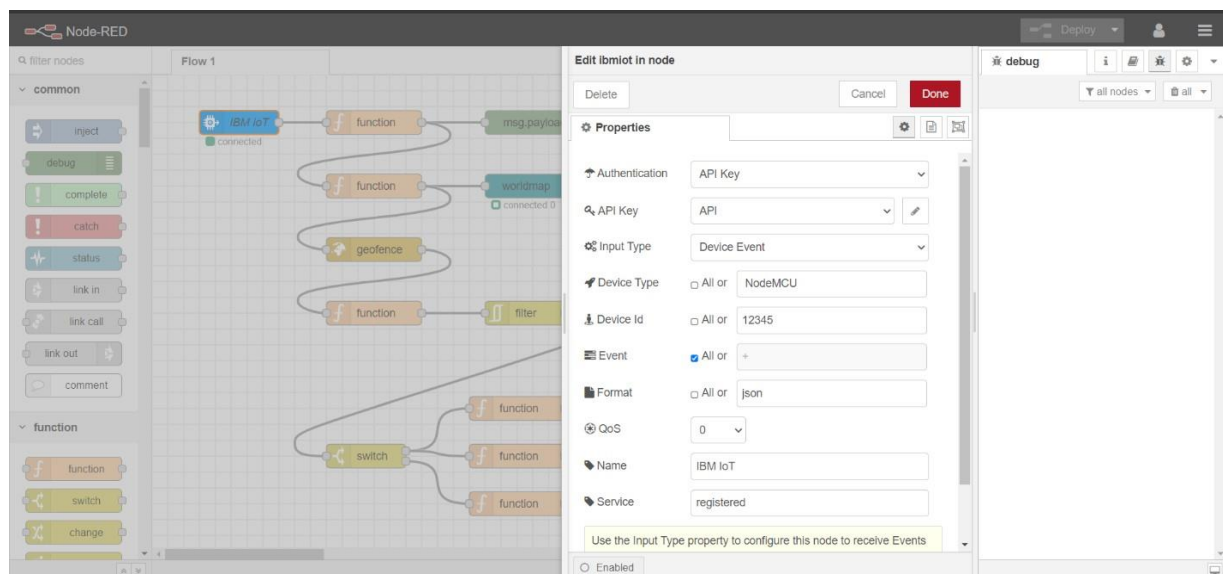 Node-RED
Deploy
filter nodes
Flow 1
Edit ibmiot in node
debug
i
common
Delete
Cancel
Done
all nodes
all
inject
IBM IoT
function
msg.payloa
Properties
connected
debug
Authentication
API Key
complete
function
worldmap
connected 0
API Key
API
catch
geofence
Input Type
Device Event
status
link in
Device Type
All or
NodeMCU
link call
function
filter
Device Id
All or
12345
link out
Event
All or
+
comment
Format
All or
json
function
function
QoS
0
switch
function
function
Name
IBM IoT
switch
function
Service
registered
change
Use the Input Type property to configure this node to receive Events
Enabled